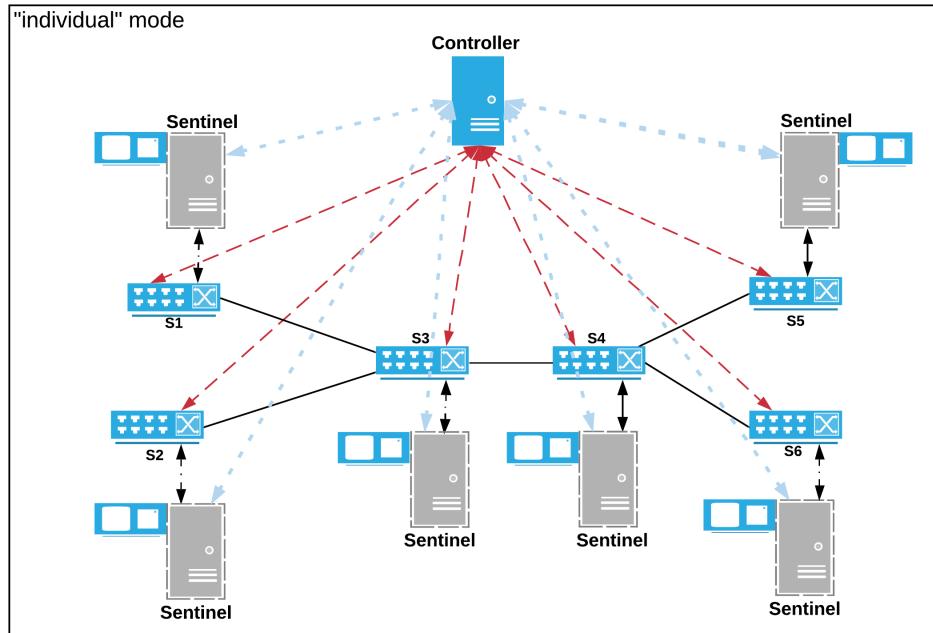 "individual" mode
Controller
Sentinel
Sentinel
S1
S5
S3
S4
S2
S6
Sentinel
Sentinel
Sentinel
Sentinel